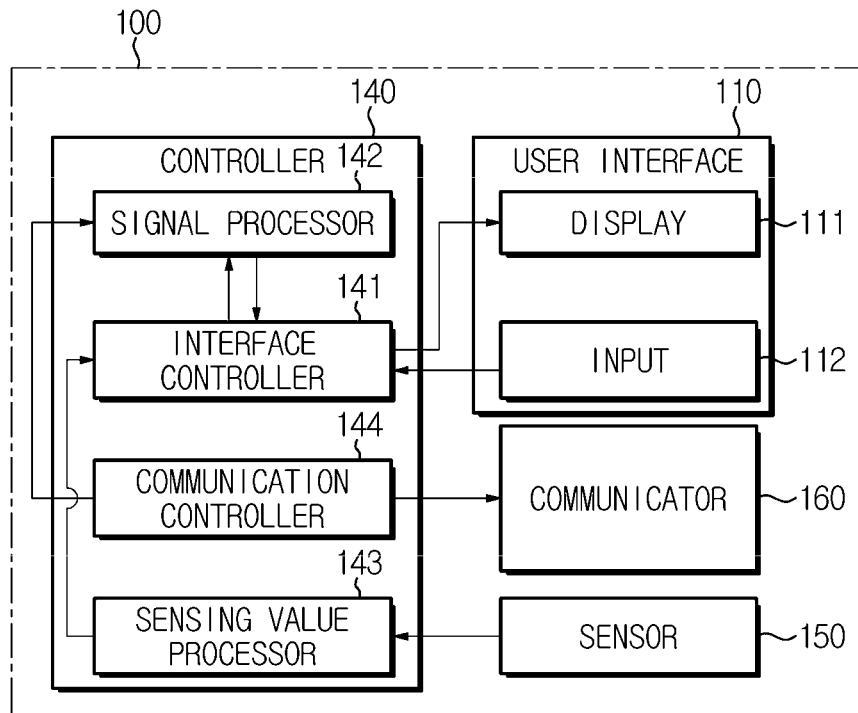 100
140
110
CONTROLLER
142
USER INTERFACE
SIGNAL PROCESSOR
DISPLAY
111
141
INTERFACE
CONTROLLER
INPUT
112
144
COMMUNICATION
CONTROLLER
COMMUNICATOR
160
143
SENSING VALUE
PROCESSOR
SENSOR
150